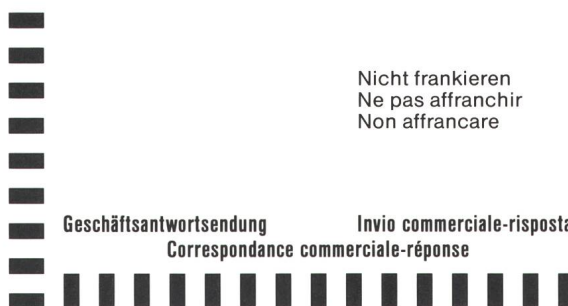 Nicht frankieren
Ne pas affranchir
Non affrancare
Geschäftsantwortsendung Invio commerciale-risposta
Correspondance commerciale-réponse